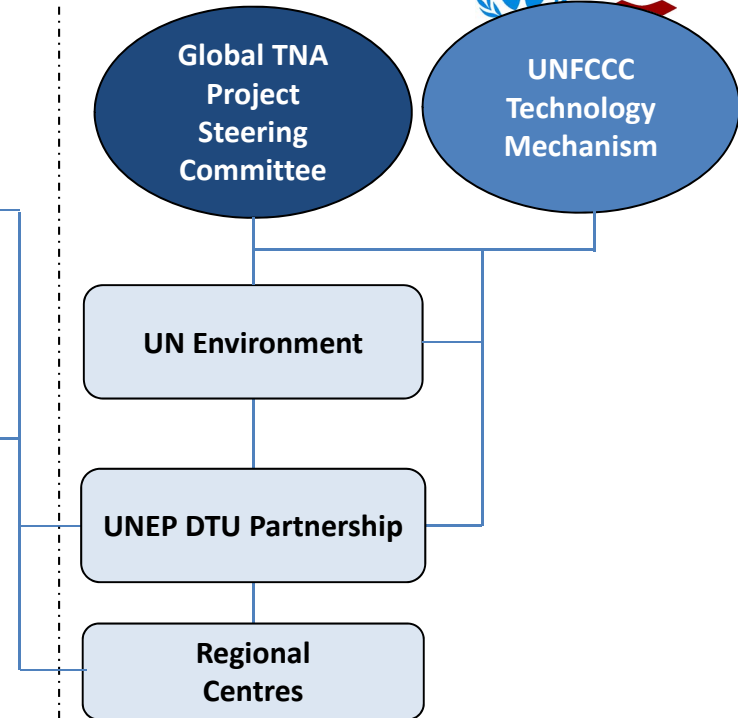 Global TNA
Project
Steering
Committee
UNFCCC
Technology
Mechanism
UN Environment
UNEP DTU Partnership
Regional
Centres